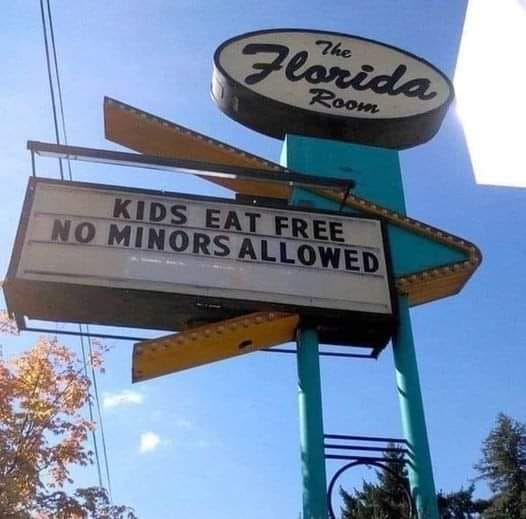 The
Florida
Room
KIDS EAT FREE
NO MINORS ALLOWED